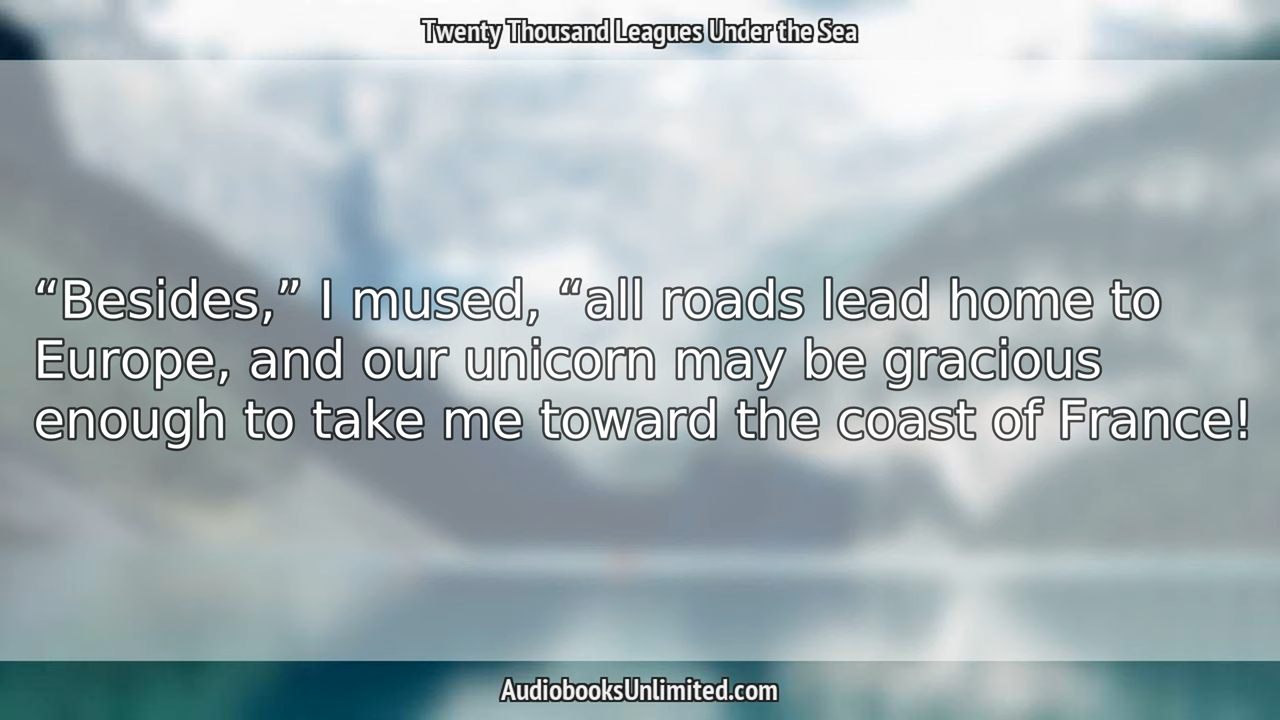 Twenty Thousand Leagues Under the Sea
“Besides,” I mused, “all roads lead home to
Europe, and our unicorn may be gracious
enough to take me toward the coast of France!
AudiobooksUnlimited.com